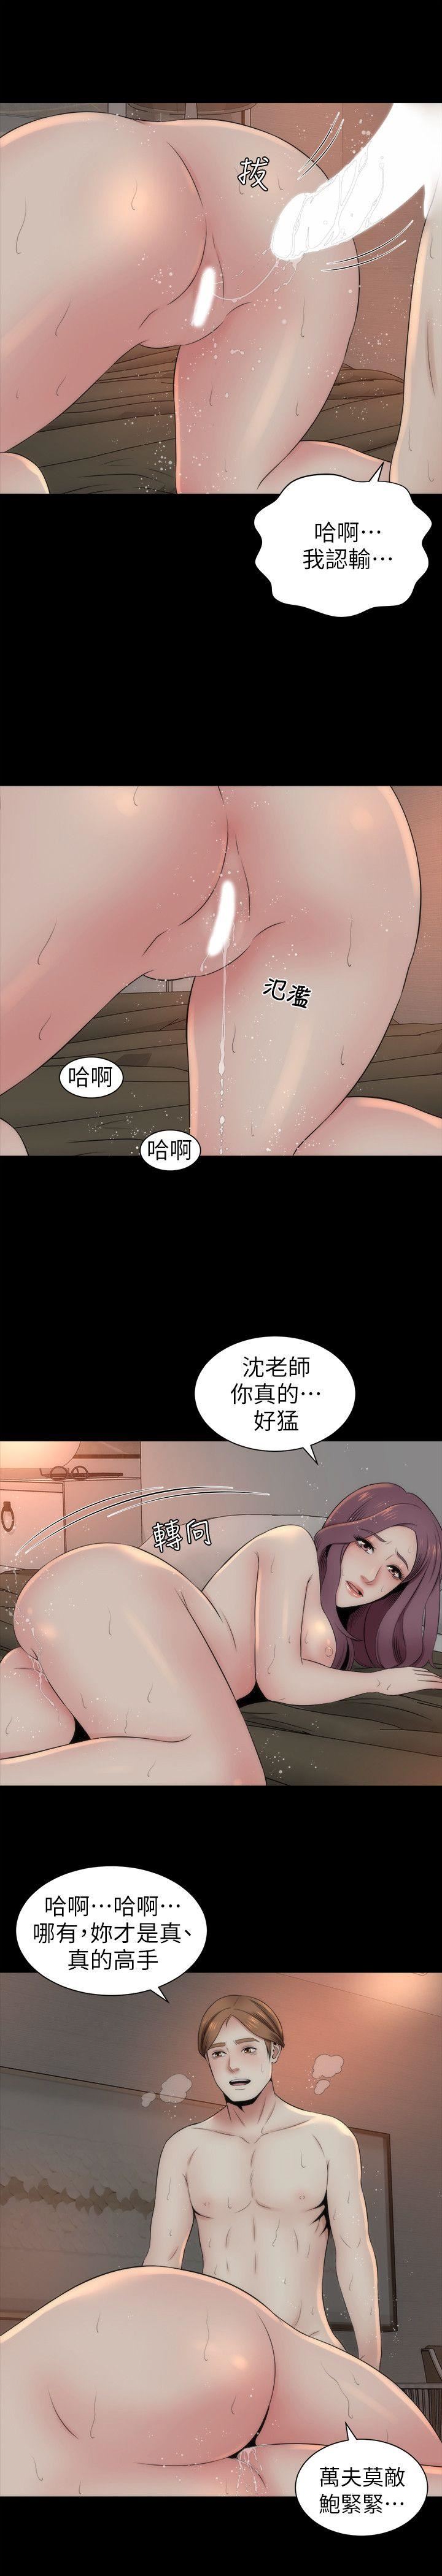 拔
哈啊…
我認輸…
氾濫
哈啊
哈啊
沈老師
你真的…
好猛
轉向
哈啊…哈啊…
哪有,妳才是真、
真的高手
萬夫莫敵
鮑緊緊…